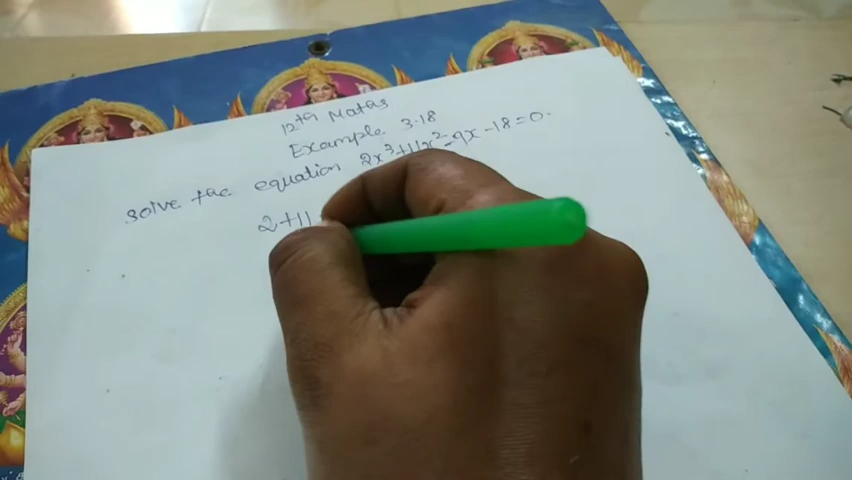 12th Maths
Example 3.18
Solve the equation 2x³+11x²-9x-18=0.
2+11